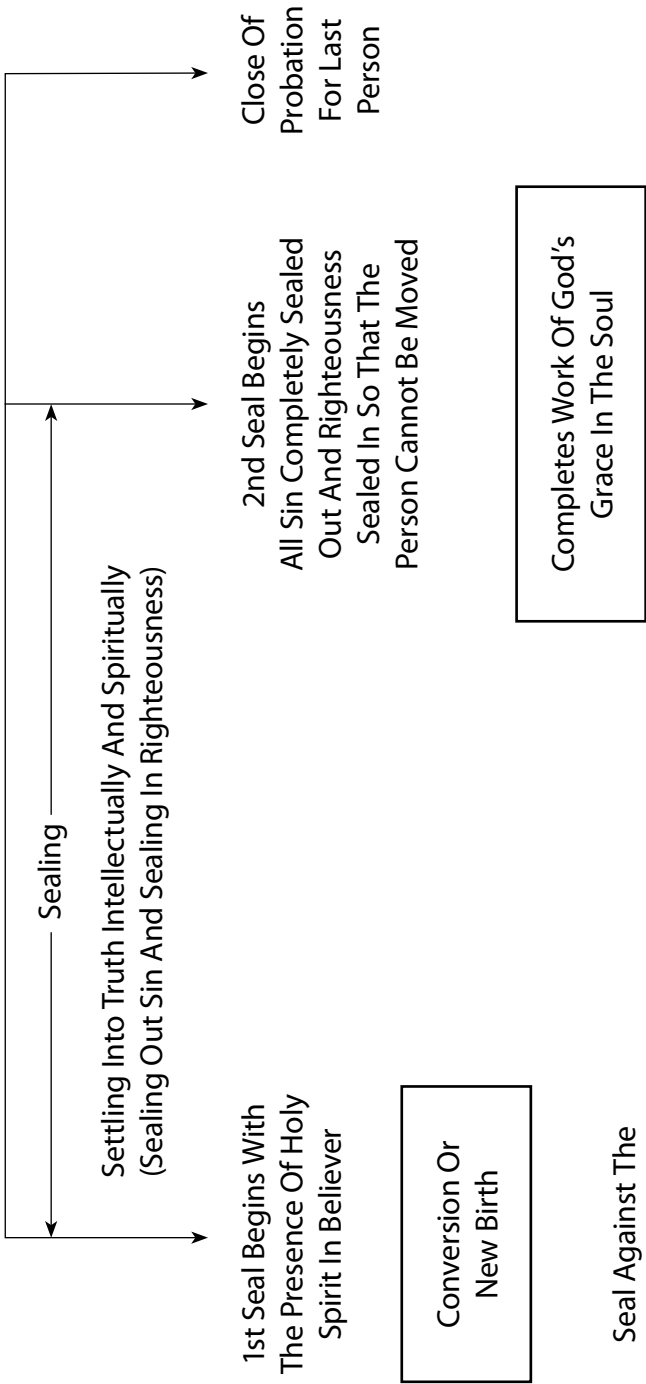 Sealing
Settling Into Truth Intellectually And Spiritually
(Sealing Out Sin And Sealing In Righteousness)
1st Seal Begins With
The Presence Of Holy
Spirit In Believer
2nd Seal Begins
All Sin Completely Sealed
Out And Righteousness
Sealed In So That The
Person Cannot Be Moved
Close Of
Probation
For Last
Person
Conversion Or
New Birth
Completes Work Of God's
Grace In The Soul
Seal Against The